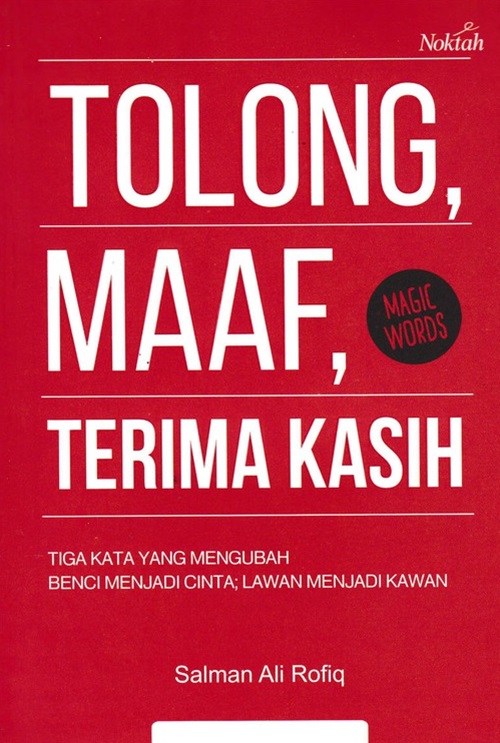 Noktah
TOLONG,
MAAF,
MAGIC
WORDS
TERIMA KASIH
TIGA KATA YANG MENGUBAH
BENCI MENJADI CINTA; LAWAN MENJADI KAWAN
Salman Ali Rofiq